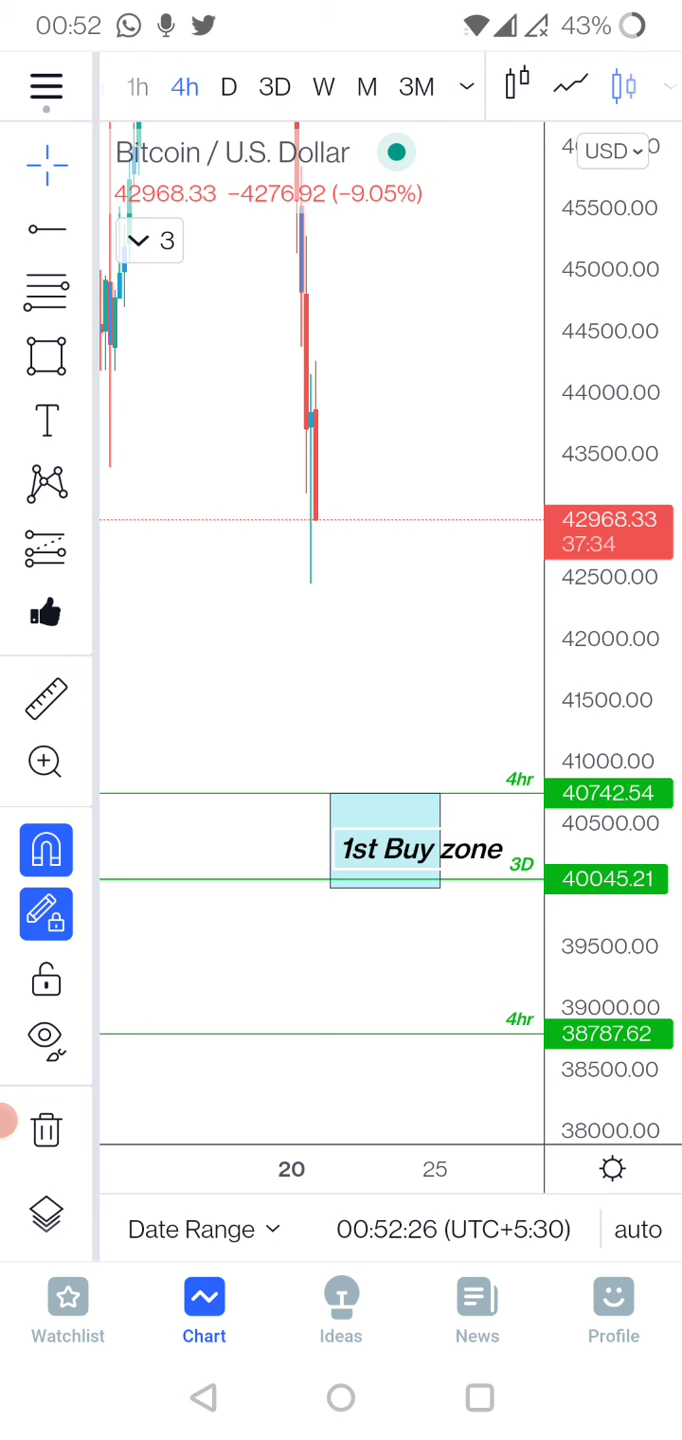 00:52 43%
1h 4h D 3D W M 3M
Bitcoin / U.S. Dollar
USD
42968.33 −4276.92 (−9.05%)
3
45500.00
45000.00
44500.00
44000.00
43500.00
42968.33
37:34
42500.00
42000.00
41500.00
41000.00
4hr 40742.54
40500.00
1st Buy zone
3D 40045.21
39500.00
39000.00
4hr 38787.62
38500.00
38000.00
20 25
Date Range 00:52:26 (UTC+5:30) auto
Watchlist Chart Ideas News Profile